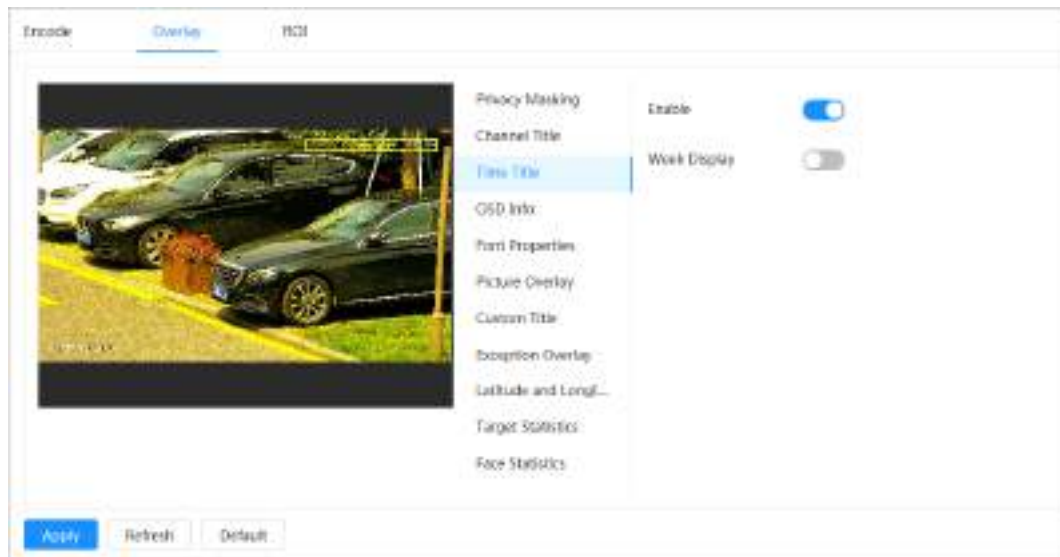 Encode
Overlay
ROI
Privacy Masking
Channel Title
Time Title
OSD Info
Font Properties
Picture Overlay
Custom Title
Exception Overlay
Latitude and Longi...
Target Statistics
Face Statistics
Enable
Week Display
Apply
Refresh
Default